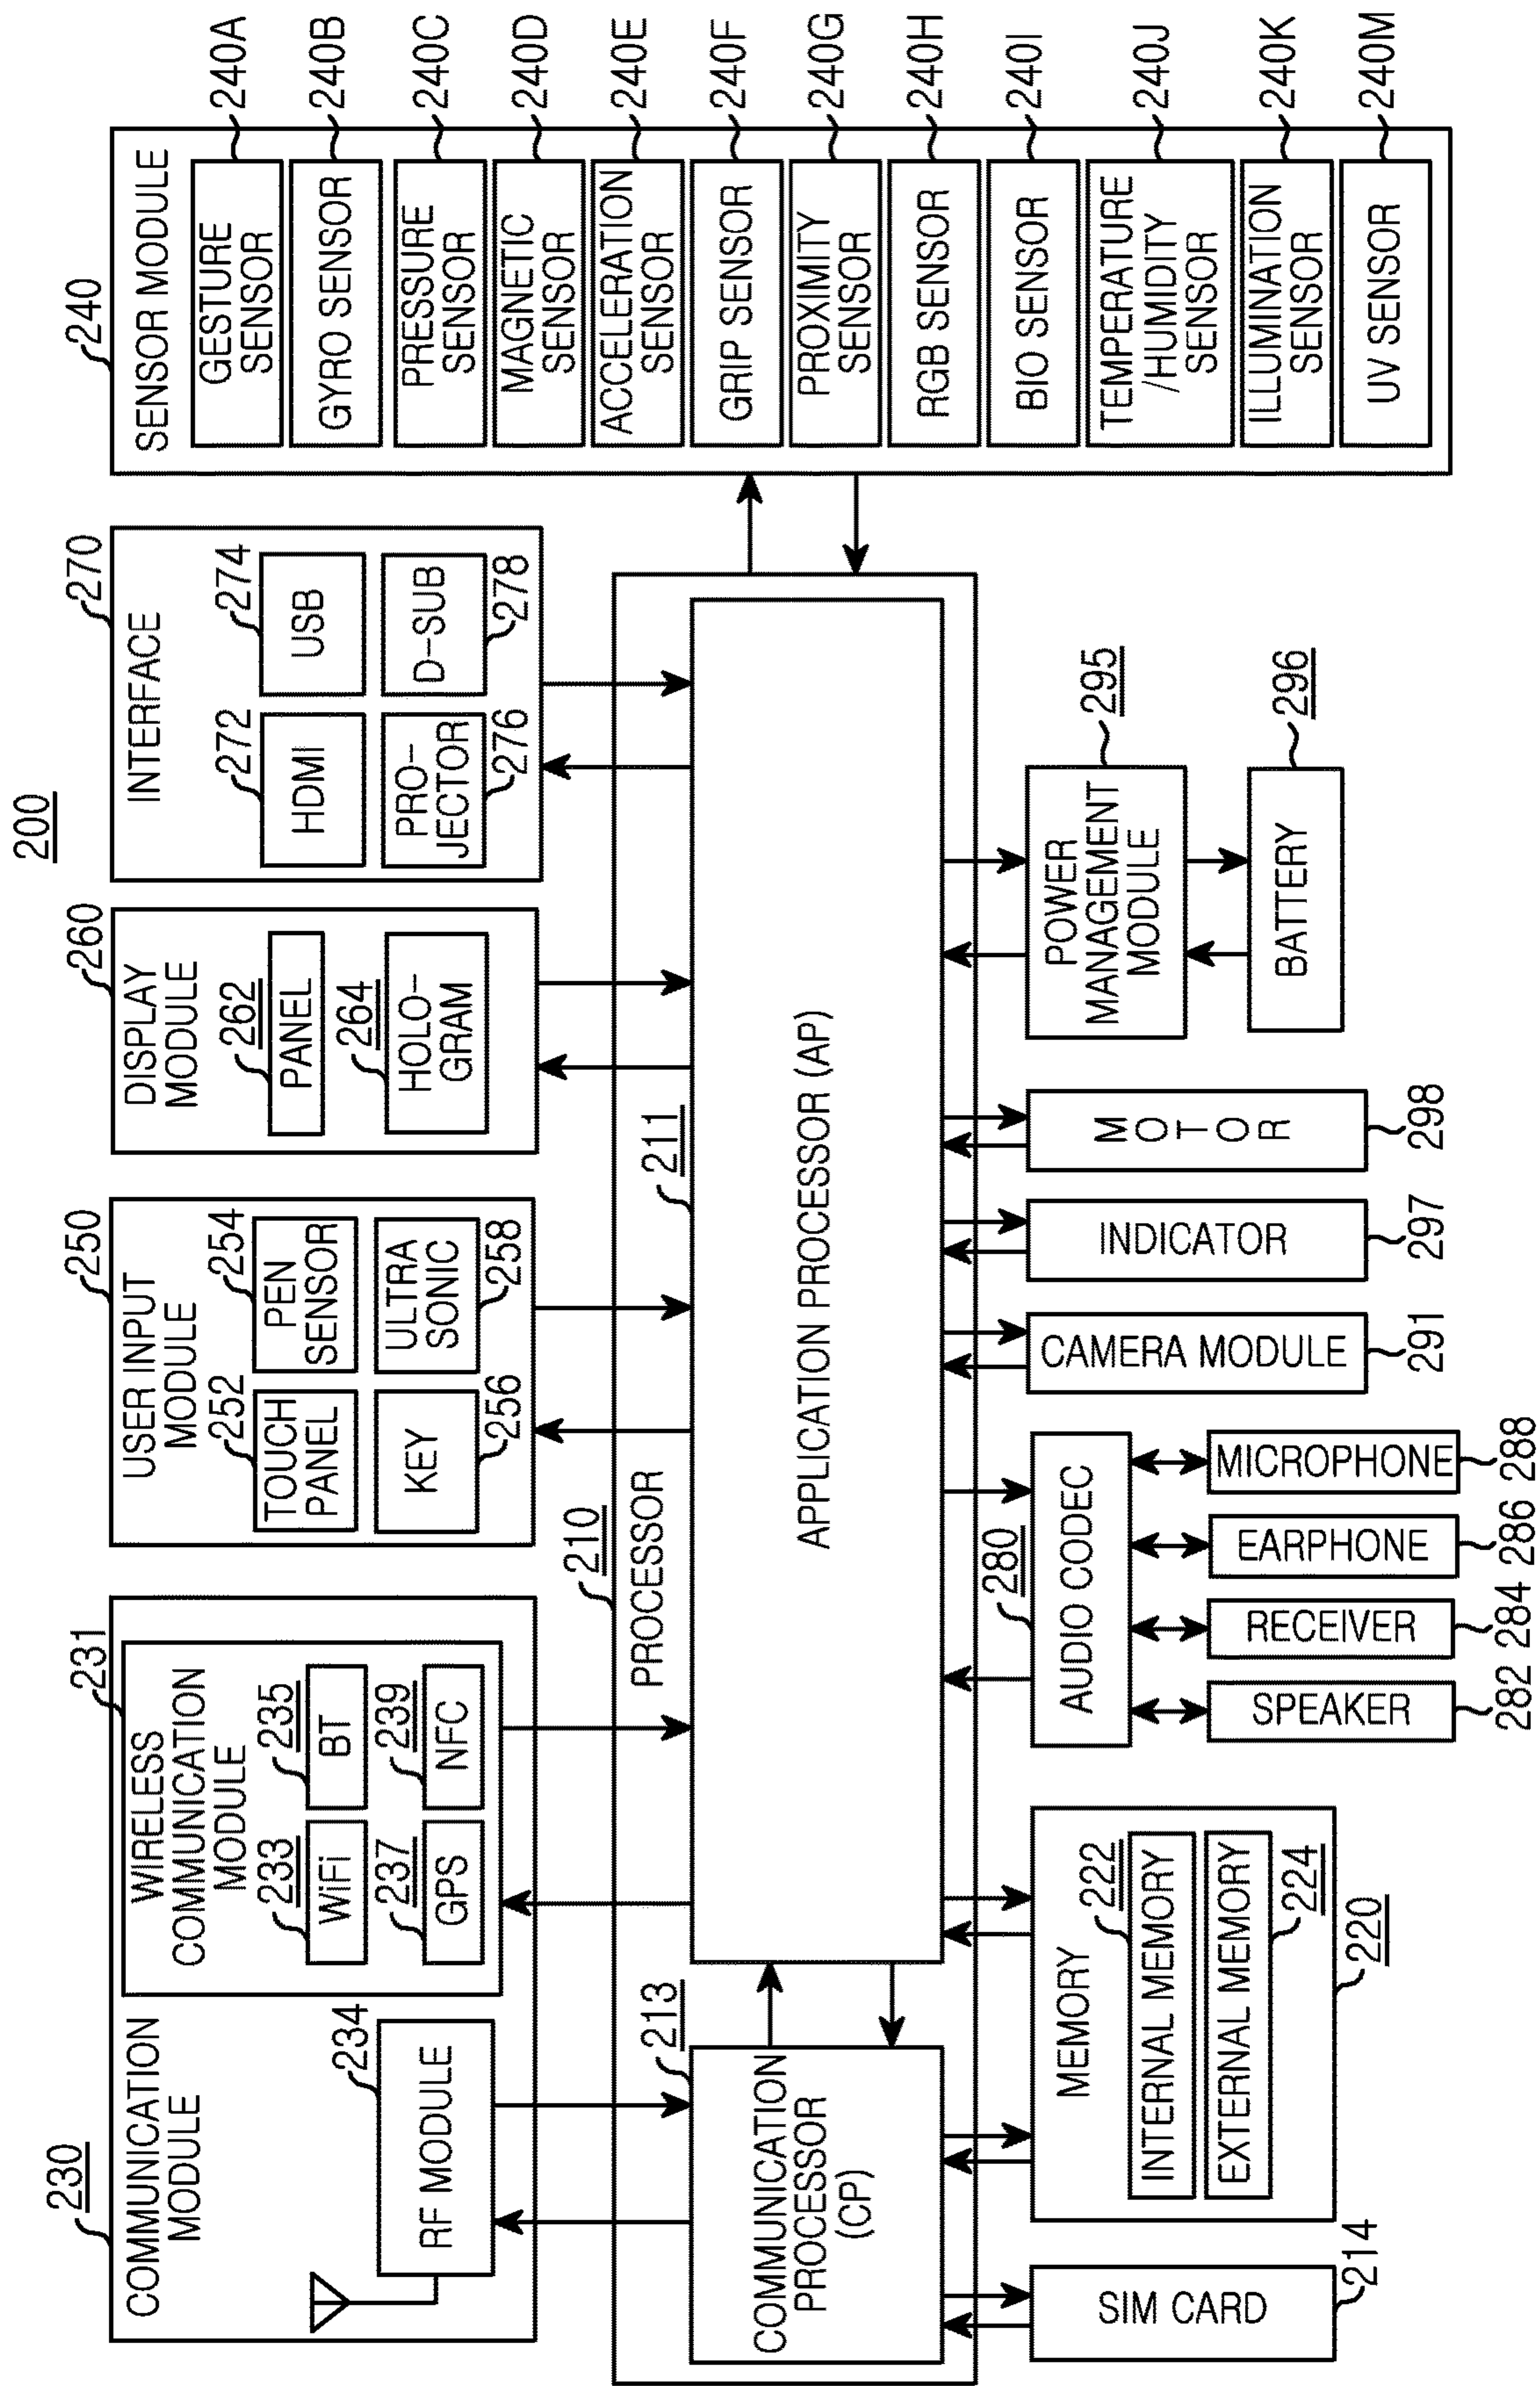 200
230
COMMUNICATION
MODULE
234
RF MODULE
231
WIRELESS
COMMUNICATION
MODULE
233
WiFi
235
BT
237
GPS
239
NFC
250
USER INPUT
MODULE
252
TOUCH
PANEL
254
PEN
SENSOR
KEY
256
ULTRA
SONIC
258
260
DISPLAY
MODULE
262
PANEL
264
HOLO-
GRAM
270
INTERFACE
272
HDMI
274
USB
PRO-
JECTOR
276
D-SUB
278
240
SENSOR MODULE
GESTURE
SENSOR
240A
GYRO SENSOR
240B
PRESSURE
SENSOR
240C
MAGNETIC
SENSOR
240D
ACCELERATION
SENSOR
240E
GRIP SENSOR
240F
PROXIMITY
SENSOR
240G
RGB SENSOR
240H
BIO SENSOR
240I
TEMPERATURE
/HUMIDITY
SENSOR
240J
ILLUMINATION
SENSOR
240K
UV SENSOR
240M
210
PROCESSOR
213
COMMUNICATION
PROCESSOR
(CP)
211
APPLICATION PROCESSOR (AP)
SIM CARD
214
MEMORY
222
INTERNAL MEMORY
EXTERNAL MEMORY
224
220
280
AUDIO CODEC
SPEAKER
282
RECEIVER
284
EARPHONE
286
MICROPHONE
288
CAMERA MODULE
291
INDICATOR
297
MOTOR
298
POWER
MANAGEMENT
MODULE
295
BATTERY
296